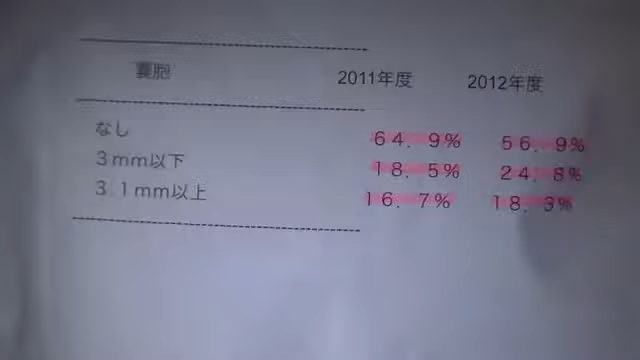 嚢胞 2011年度 2012年度
なし 64.9% 56.9%
3mm以下 18.5% 24.8%
3.1mm以上 16.7% 18.3%